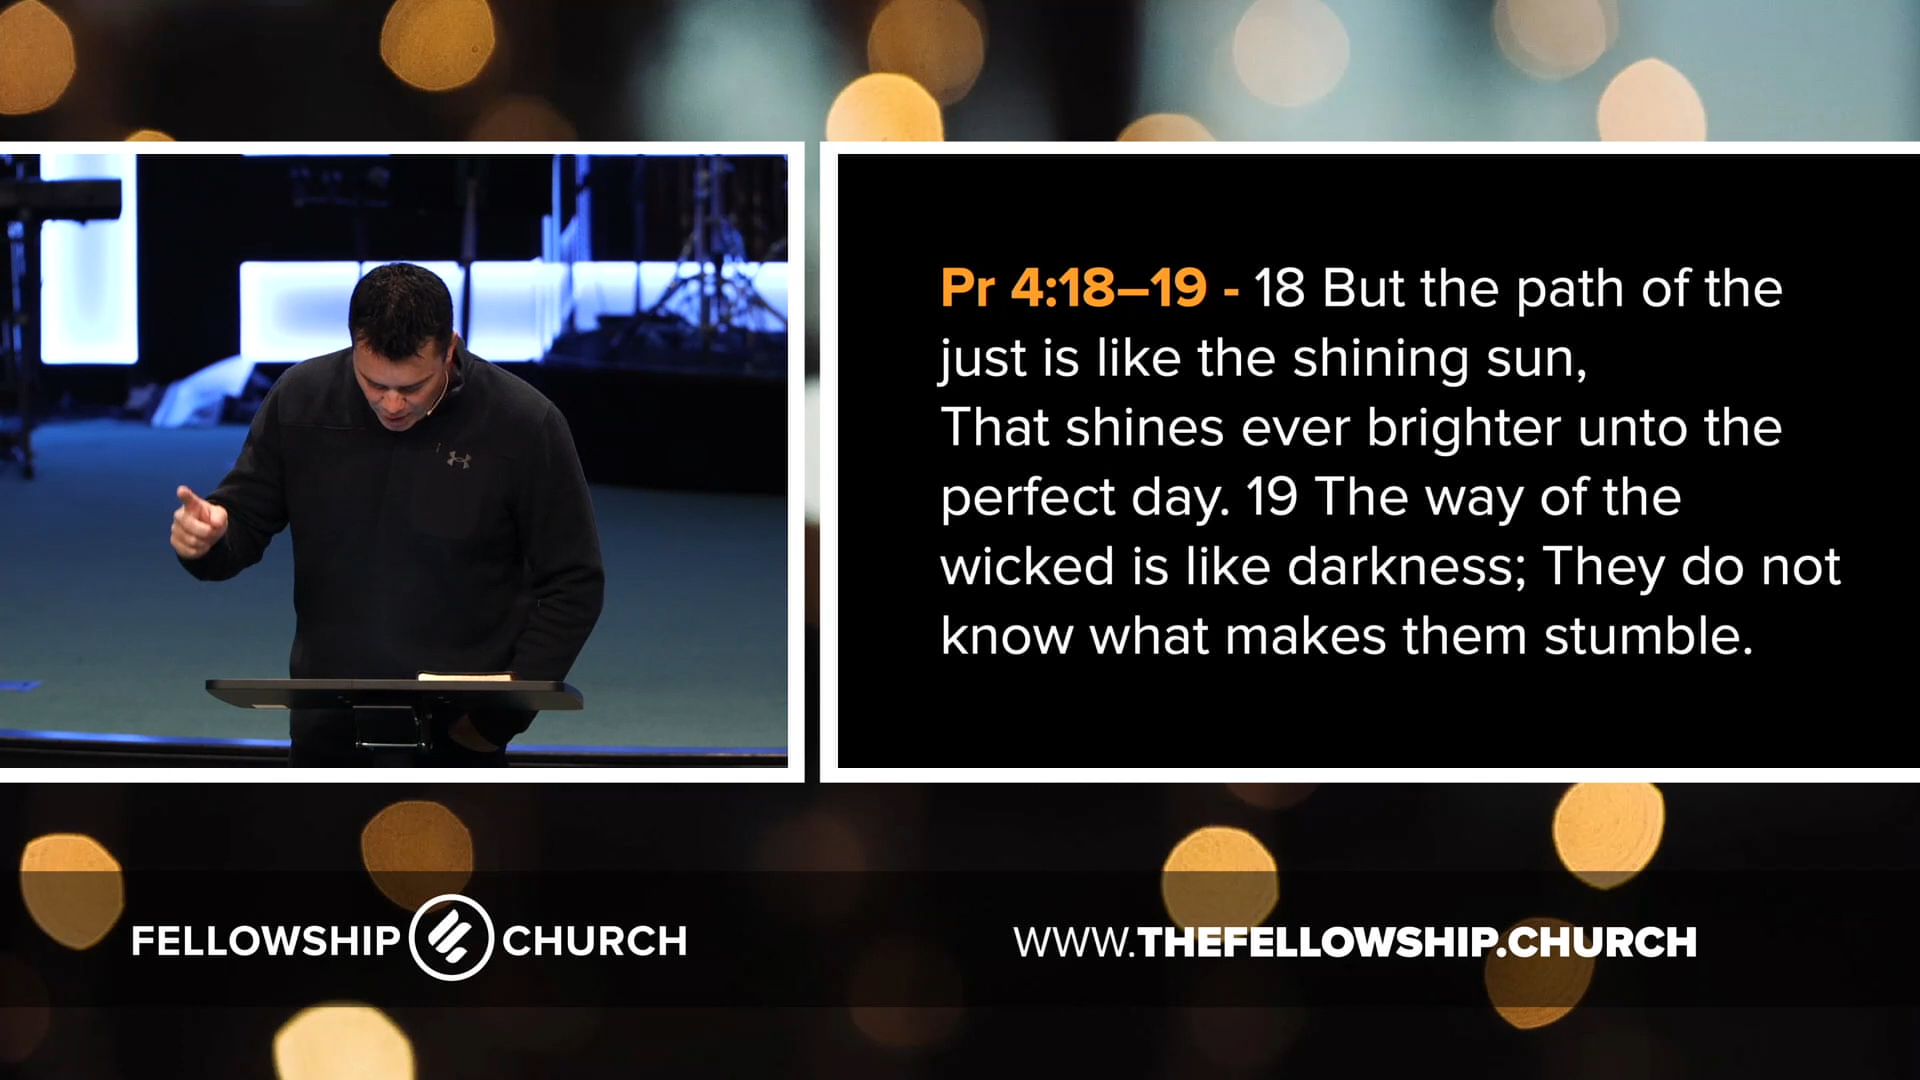 Pr 4:18–19 - 18 But the path of the
just is like the shining sun,
That shines ever brighter unto the
perfect day. 19 The way of the
wicked is like darkness; They do not
know what makes them stumble.
FELLOWSHIP CHURCH
WWW.THEFELLOWSHIP.CHURCH